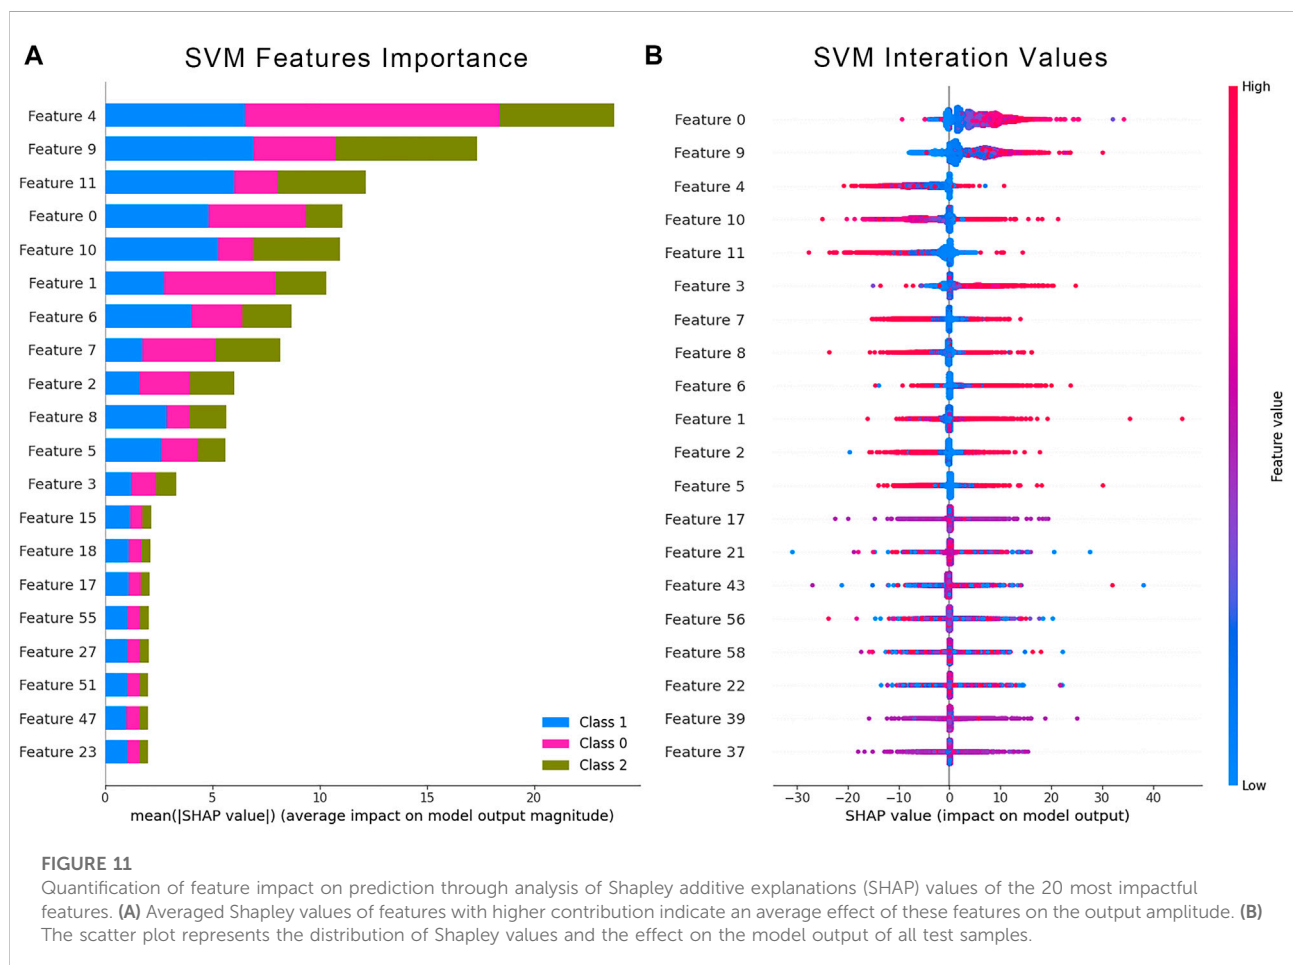 A
SVM Features Importance
Feature 4
Feature 9
Feature 11
Feature 0
Feature 10
Feature 1
Feature 6
Feature 7
Feature 2
Feature 8
Feature 5
Feature 3
Feature 15
Feature 18
Feature 17
Feature 55
Feature 27
Feature 51
Feature 47
Feature 23
Class 1
Class 0
Class 2
0 5 10 15 20
mean(|SHAP value|) (average impact on model output magnitude)
B
SVM Interation Values
Feature 0
Feature 9
Feature 4
Feature 10
Feature 11
Feature 3
Feature 7
Feature 8
Feature 6
Feature 1
Feature 2
Feature 5
Feature 17
Feature 21
Feature 43
Feature 56
Feature 58
Feature 22
Feature 39
Feature 37
−30 −20 −10 0 10 20 30 40
SHAP value (impact on model output)
High
Feature value
Low
FIGURE 11
Quantification of feature impact on prediction through analysis of Shapley additive explanations (SHAP) values of the 20 most impactful
features. (A) Averaged Shapley values of features with higher contribution indicate an average effect of these features on the output amplitude. (B)
The scatter plot represents the distribution of Shapley values and the effect on the model output of all test samples.